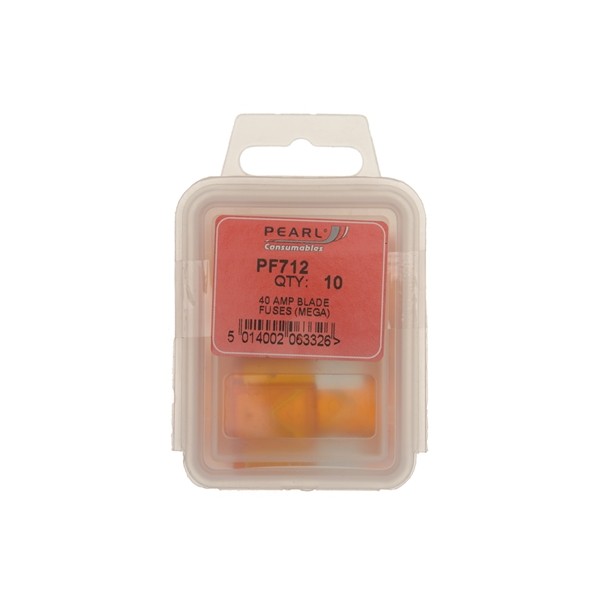 PEARL®
Consumables
PF712
QTY: 10
40 AMP BLADE
FUSES (MEGA)
5 014002 063326>